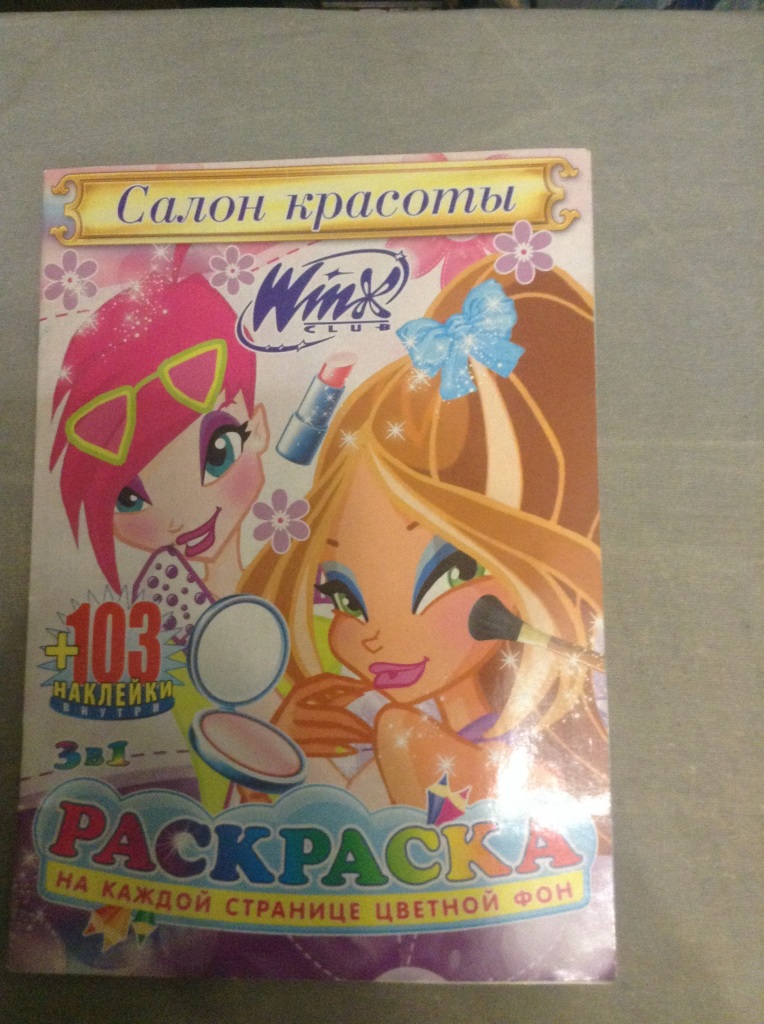 Салон красоты
Winx
CLUB
+103
НАКЛЕЙКИ
ВНУТРИ
3в1
РАСКРАСКА
НА КАЖДОЙ СТРАНИЦЕ ЦВЕТНОЙ ФОН